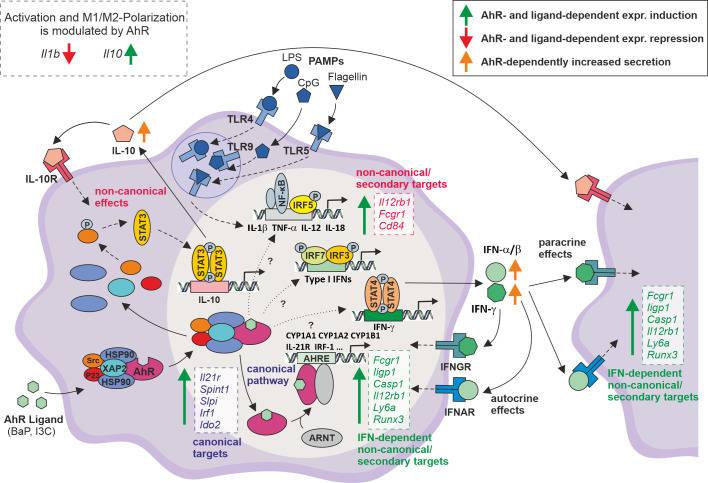 Activation and M1/M2-Polarization
is modulated by AhR
Il1b Il10
AhR- and ligand-dependent expr. induction
AhR- and ligand-dependent expr. repression
AhR-dependently increased secretion
LPS
PAMPs
CpG
Flagellin
TLR4
TLR9
TLR5
IL-10
IL-10R
non-canonical
effects
P
STAT3
P
NF-κB
IRF5
P
IL-1β TNF-α IL-12 IL-18
non-canonical/
secondary targets
Il12rb1
Fcgr1
Cd84
P
P
STAT3
STAT3
IL-10
P
IRF7
IRF3
P
Type I IFNs
?
?
?
P
P
STAT4
STAT4
IFN-γ
IFN-α/β
IFN-γ
paracrine
effects
CYP1A1 CYP1A2 CYP1B1
IL-21R IRF-1 ...
AHRE
canonical
pathway
ARNT
Src
P23
HSP90
XAP2
HSP90
AhR
AhR Ligand
(BaP, I3C)
Il21r
Spint1
Slpi
Irf1
Ido2
canonical
targets
Fcgr1
Iigp1
Casp1
Il12rb1
Ly6a
Runx3
IFN-dependent
non-canonical/
secondary targets
IFNGR
IFNAR
autocrine
effects
Fcgr1
Iigp1
Casp1
Il12rb1
Ly6a
Runx3
IFN-dependent
non-canonical/
secondary targets